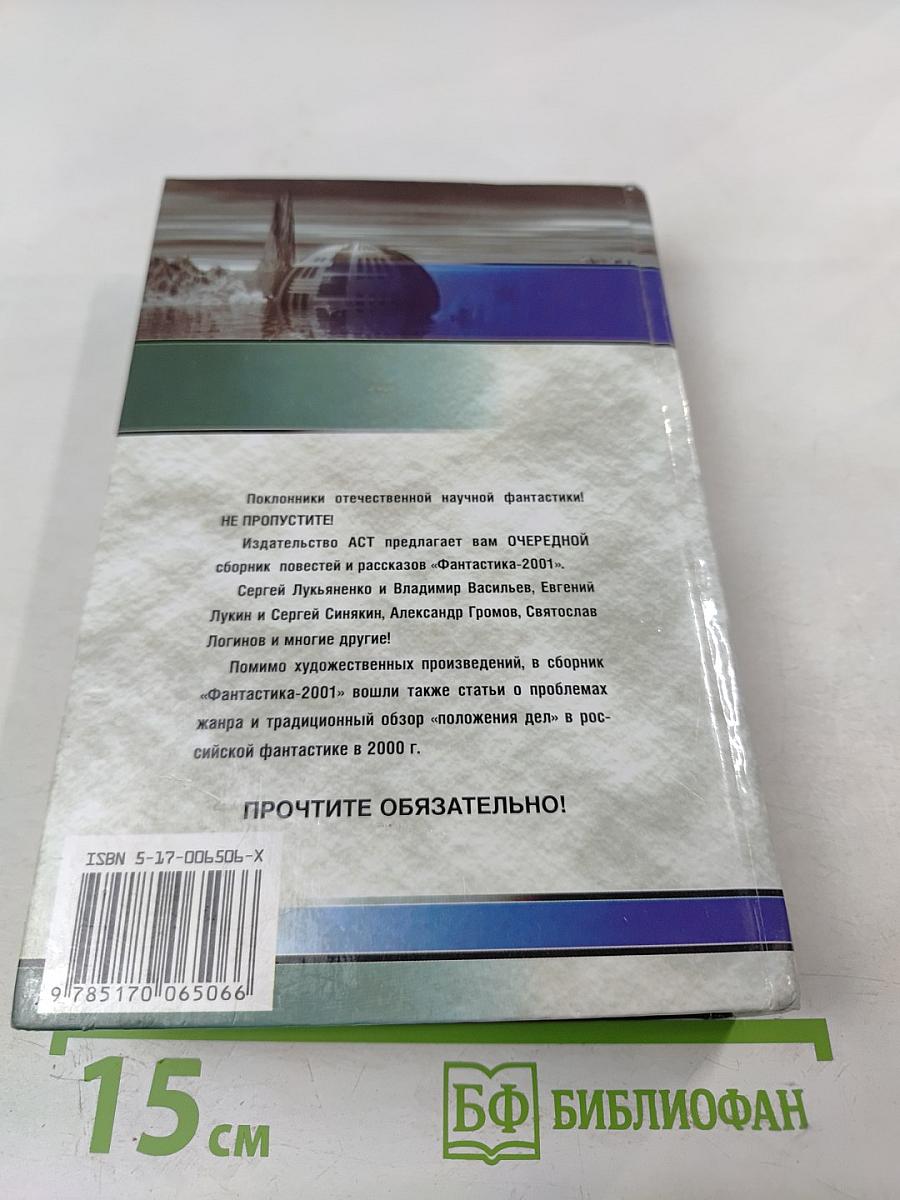 Поклонники отечественной научной фантастики!
НЕ ПРОПУСТИТЕ!
Издательство АСТ предлагает вам ОЧЕРЕДНОЙ
сборник повестей и рассказов «Фантастика-2001».
Сергей Лукьяненко и Владимир Васильев, Евгений
Лукин и Сергей Синякин, Александр Громов, Святослав
Логинов и многие другие!
Помимо художественных произведений, в сборник
«Фантастика-2001» вошли также статьи о проблемах
жанра и традиционный обзор «положения дел» в рос-
сийской фантастике в 2000 г.
ПРОЧТИТЕ ОБЯЗАТЕЛЬНО!
ISBN 5-17-006506-X
9 785170 065066
15 см
БФ БИБЛИОФАН